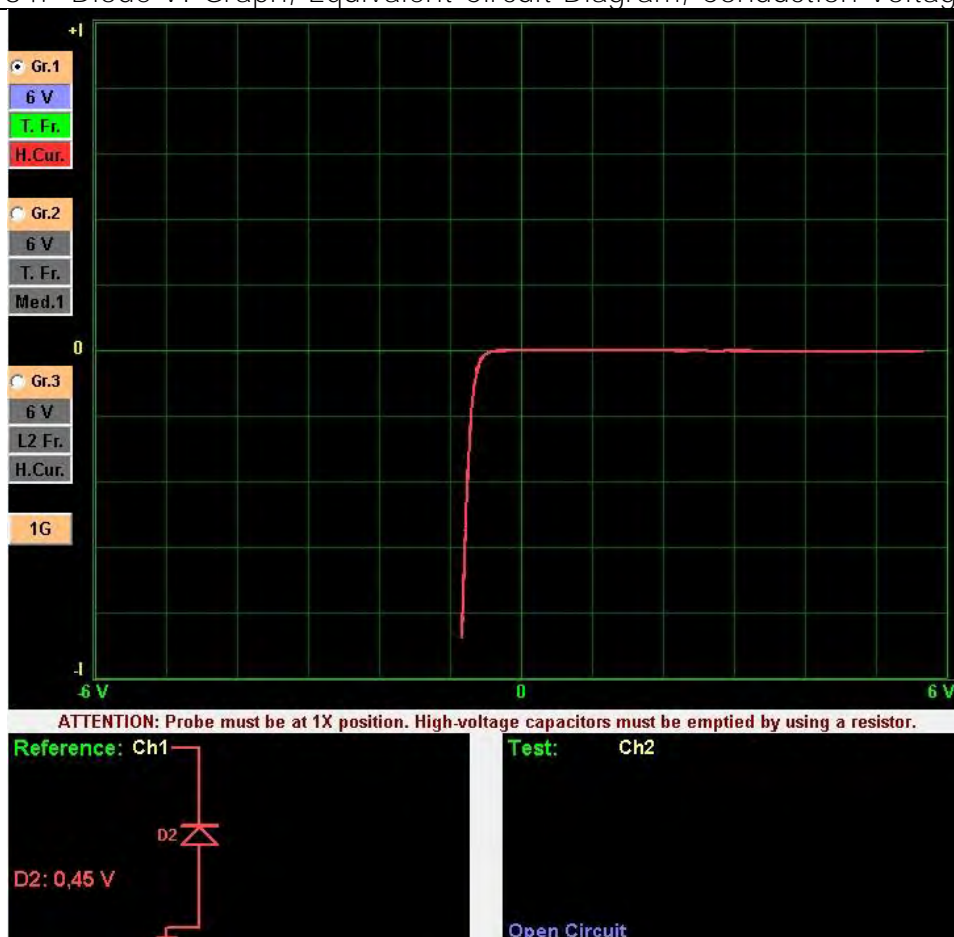 Diode VI Graph, Equivalent Circuit Diagram, Conduction Voltag
+I
Gr.1
6 V
T. Fr.
H.Cur.
Gr.2
6 V
T. Fr.
Med.1
0
Gr.3
6 V
L2 Fr.
H.Cur.
1G
-I
-6 V
0
6 V
ATTENTION: Probe must be at 1X position. High-voltage capacitors must be emptied by using a resistor.
Reference: Ch1
D2
D2: 0,45 V
Test: Ch2
Open Circuit